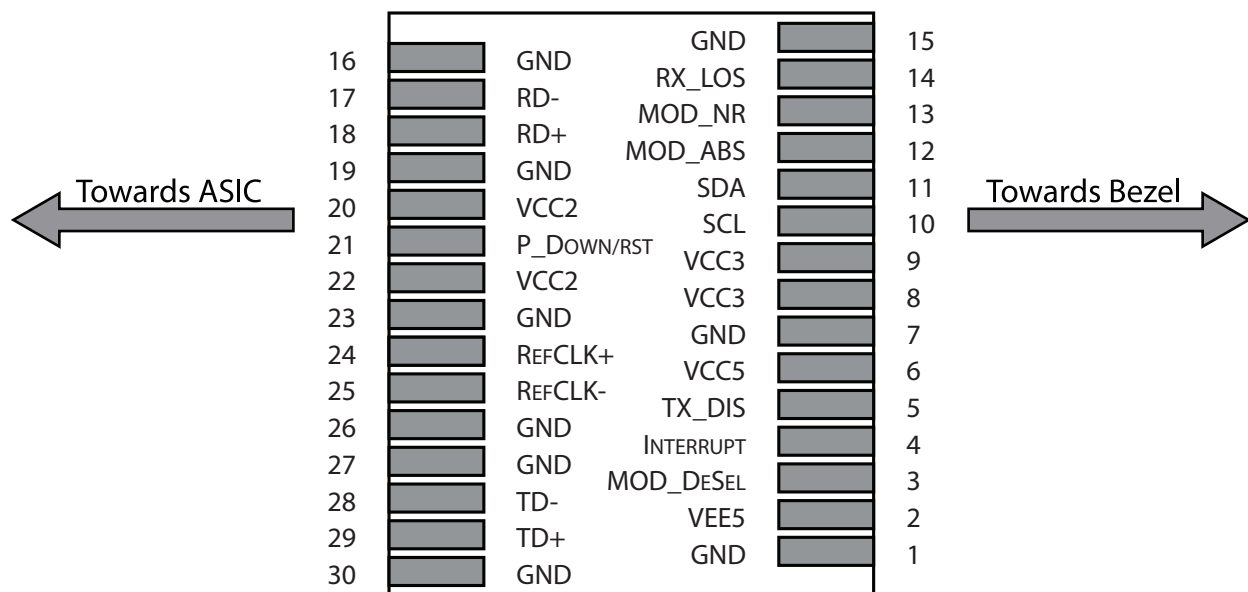 GND 15
16 GND
RX_LOS 14
17 RD-
MOD_NR 13
18 RD+
MOD_ABS 12
19 GND
SDA 11
Towards ASIC
Towards Bezel
20 VCC2
SCL 10
21 P_DOWN/RST
VCC3 9
22 VCC2
VCC3 8
23 GND
GND 7
24 REFCLK+
VCC5 6
25 REFCLK-
TX_DIS 5
26 GND
INTERRUPT 4
27 GND
MOD_DESEL 3
28 TD-
VEE5 2
29 TD+
GND 1
30 GND